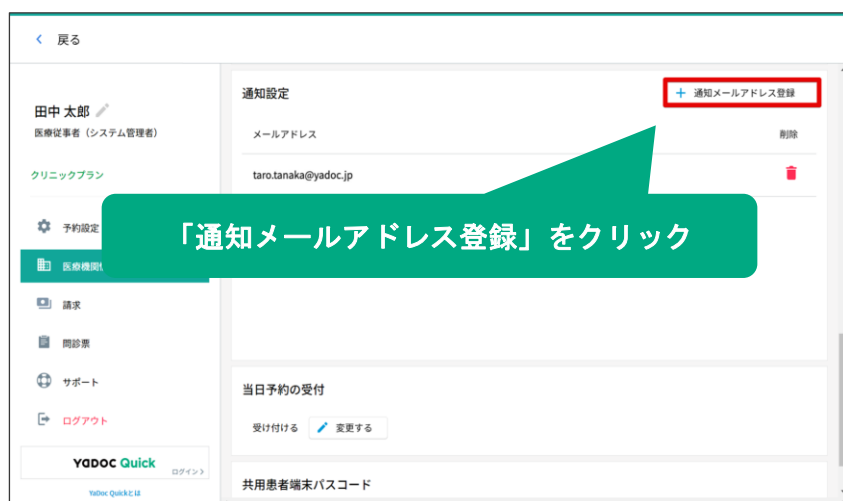 戻る
田中 太郎
医療従事者（システム管理者）
クリニックプラン
予約設定
医療機関情
請求
問診票
サポート
ログアウト
YaDOC Quick
ログイン >
YaDoc Quickとは
通知設定
+ 通知メールアドレス登録
メールアドレス 削除
taro.tanaka@yadoc.jp
「通知メールアドレス登録」をクリック
当日予約の受付
受け付ける 変更する
共用患者端末パスコード